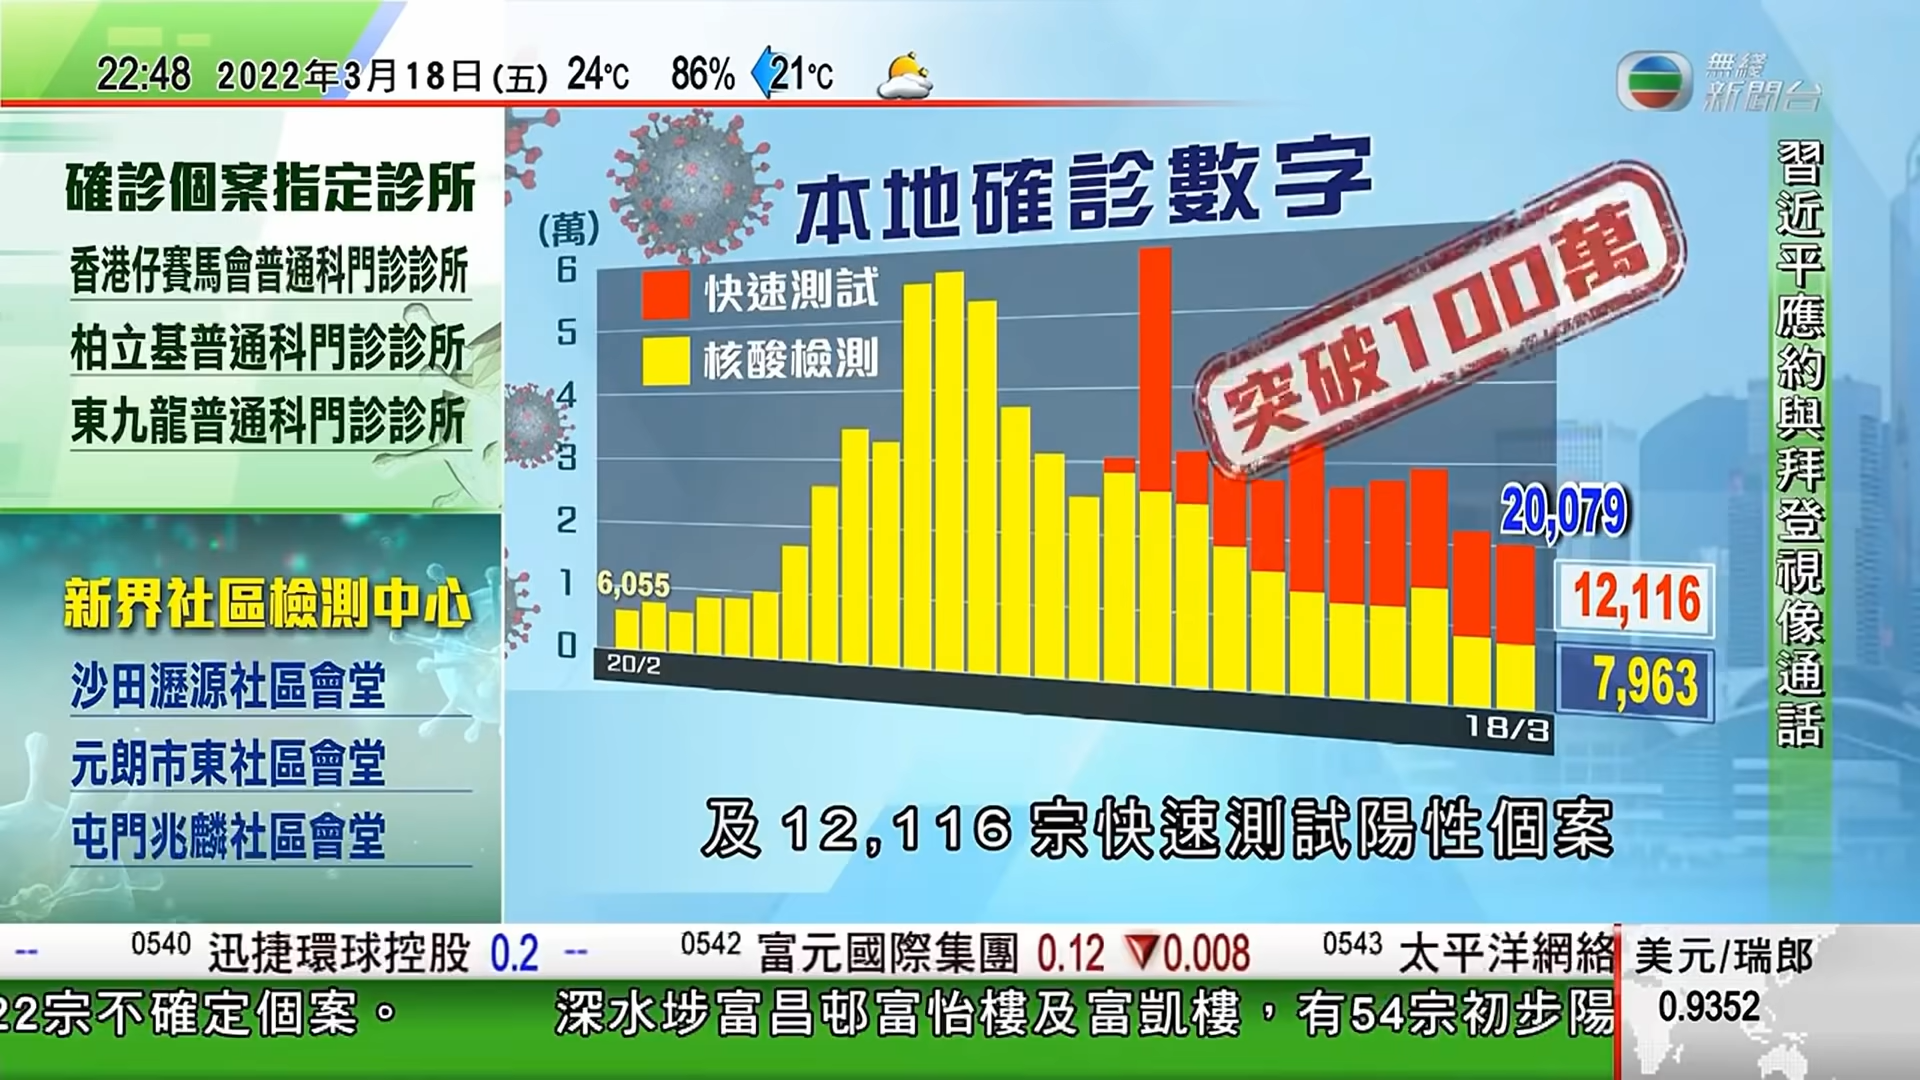 22:48 2022年3月18日(五) 24℃ 86% 21℃
無綫
新聞台
確診個案指定診所
香港仔賽馬會普通科門診診所
柏立基普通科門診診所
東九龍普通科門診診所
新界社區檢測中心
沙田瀝源社區會堂
元朗市東社區會堂
屯門兆麟社區會堂
本地確診數字
(萬)
6
5
4
3
2
1
0
快速測試
核酸檢測
突破100萬
6,055
20,079
12,116
7,963
20/2
18/3
及12,116宗快速測試陽性個案
習近平應約與拜登視像通話
-- 0540 迅捷環球控股 0.2 -- 0542 富元國際集團 0.12 ▼0.008 0543 太平洋網絡
美元/瑞郎
0.9352
22宗不確定個案。 深水埗富昌邨富怡樓及富凱樓，有54宗初步陽